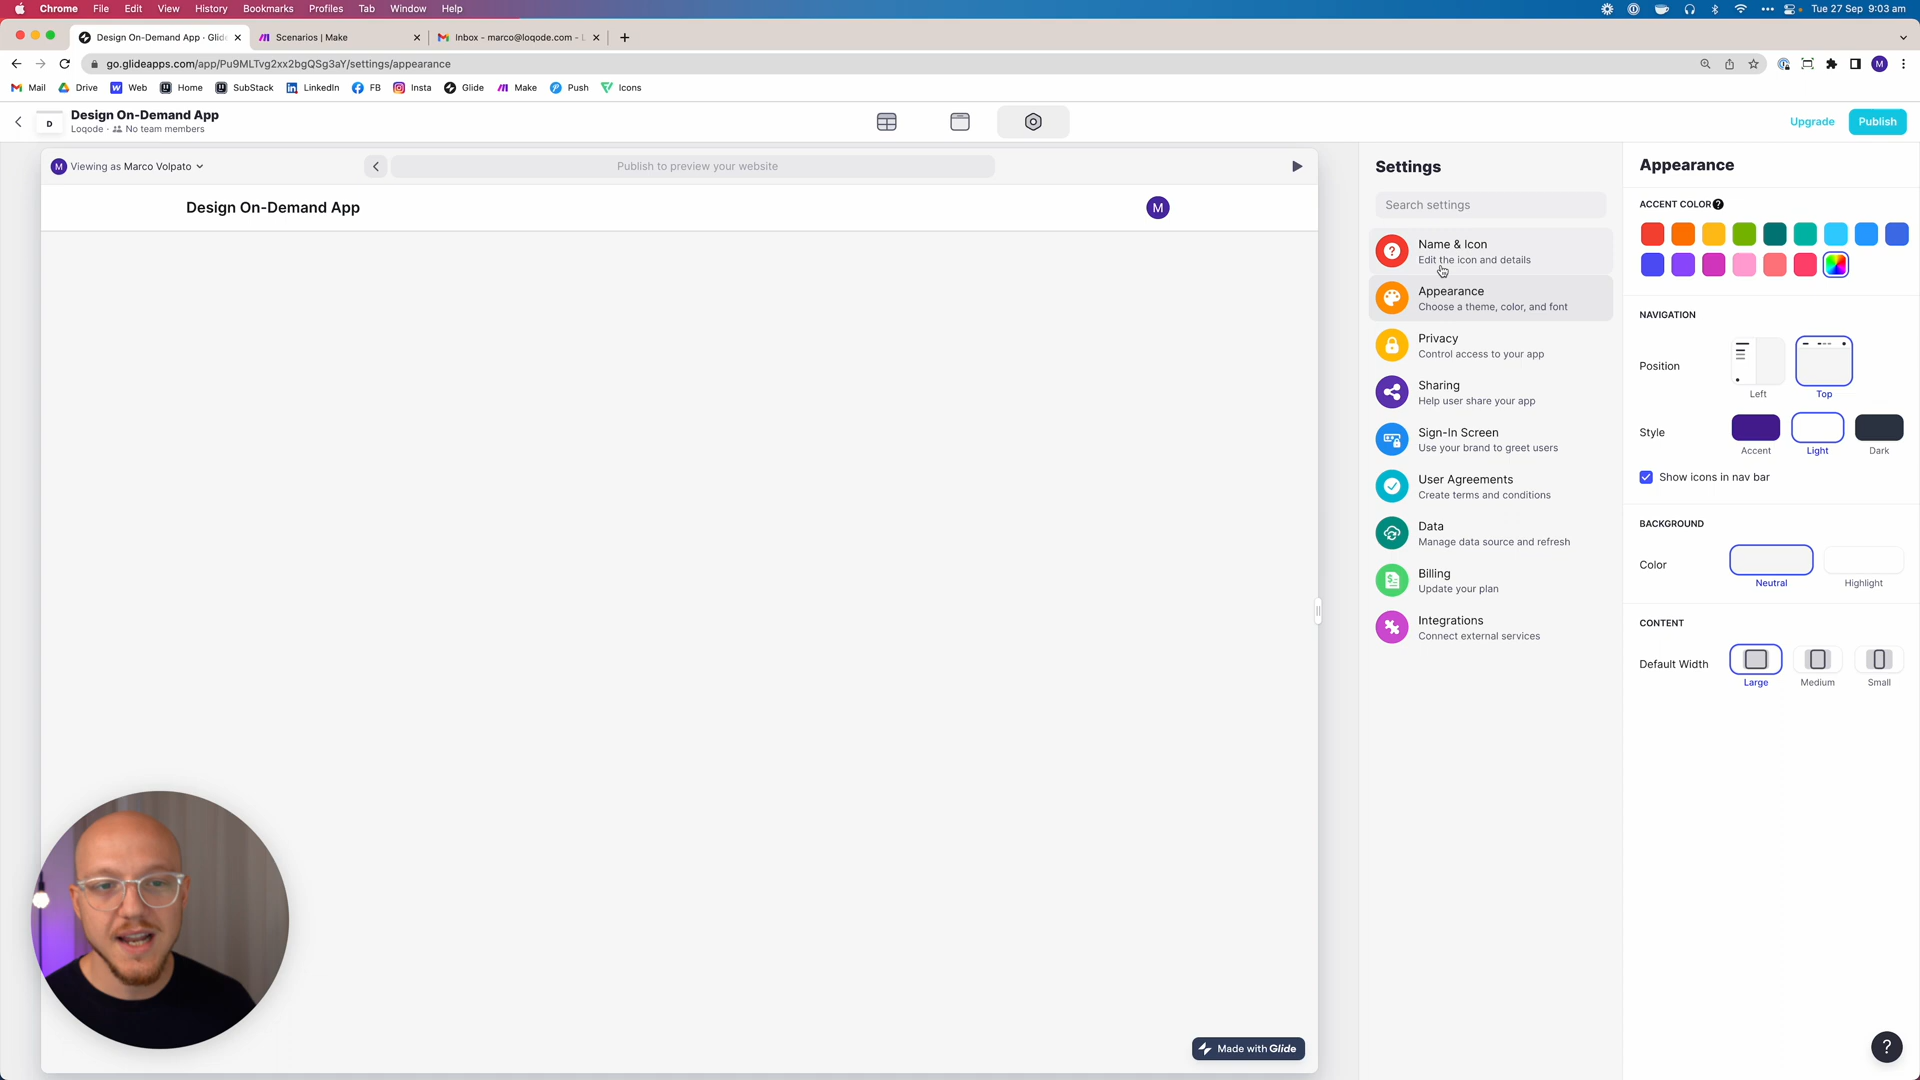 Chrome File Edit View History Bookmarks Profiles Tab Window Help
Tue 27 Sep 9:03 am
Design On-Demand App · Glid
Scenarios | Make
Inbox - marco@loqode.com -
go.glideapps.com/app/Pu9MLTvg2xx2bgQSg3aY/settings/appearance
Mail Drive Web Home SubStack LinkedIn FB Insta Glide Make Push Icons
D
Design On-Demand App
Loqode · No team members
Upgrade
Publish
M Viewing as Marco Volpato
Publish to preview your website
Design On-Demand App
M
Made with Glide
Settings
Search settings
Name & Icon
Edit the icon and details
Appearance
Choose a theme, color, and font
Privacy
Control access to your app
Sharing
Help user share your app
Sign-In Screen
Use your brand to greet users
User Agreements
Create terms and conditions
Data
Manage data source and refresh
Billing
Update your plan
Integrations
Connect external services
Appearance
ACCENT COLOR ?
NAVIGATION
Position
Left
Top
Style
Accent
Light
Dark
Show icons in nav bar
BACKGROUND
Color
Neutral
Highlight
CONTENT
Default Width
Large
Medium
Small
?